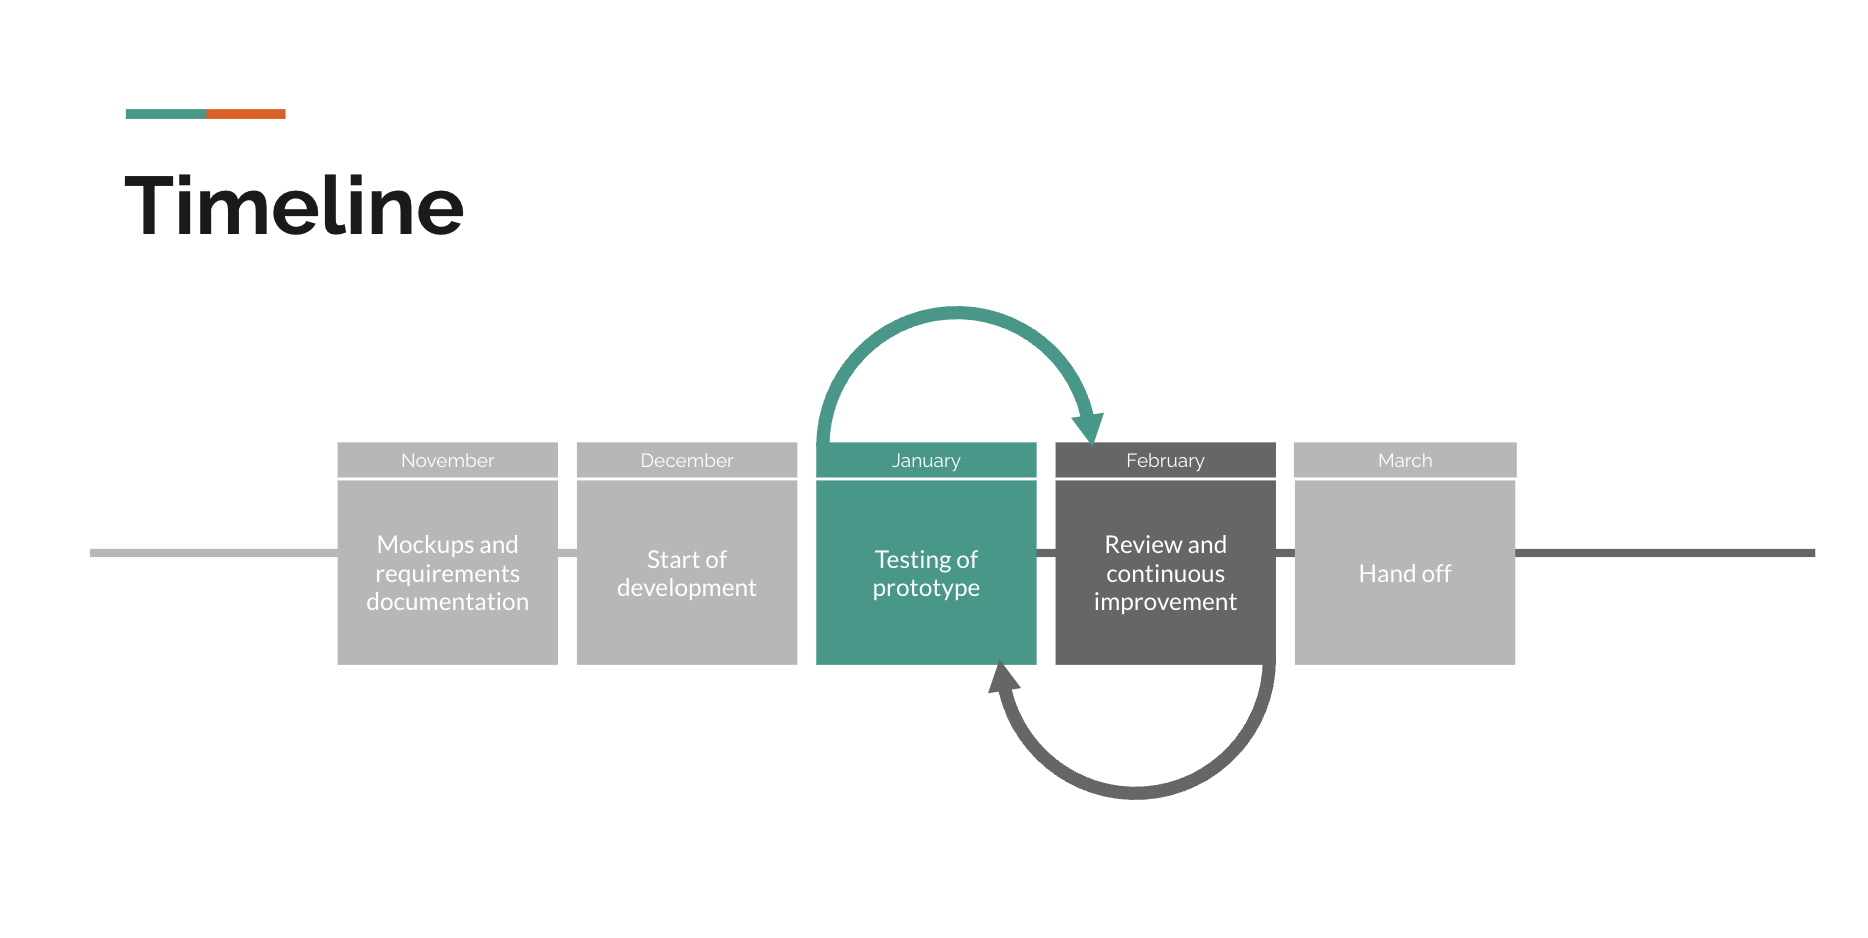 Timeline
November
Mockups and
requirements
documentation
December
Start of
development
January
Testing of
prototype
February
Review and
continuous
improvement
March
Hand off